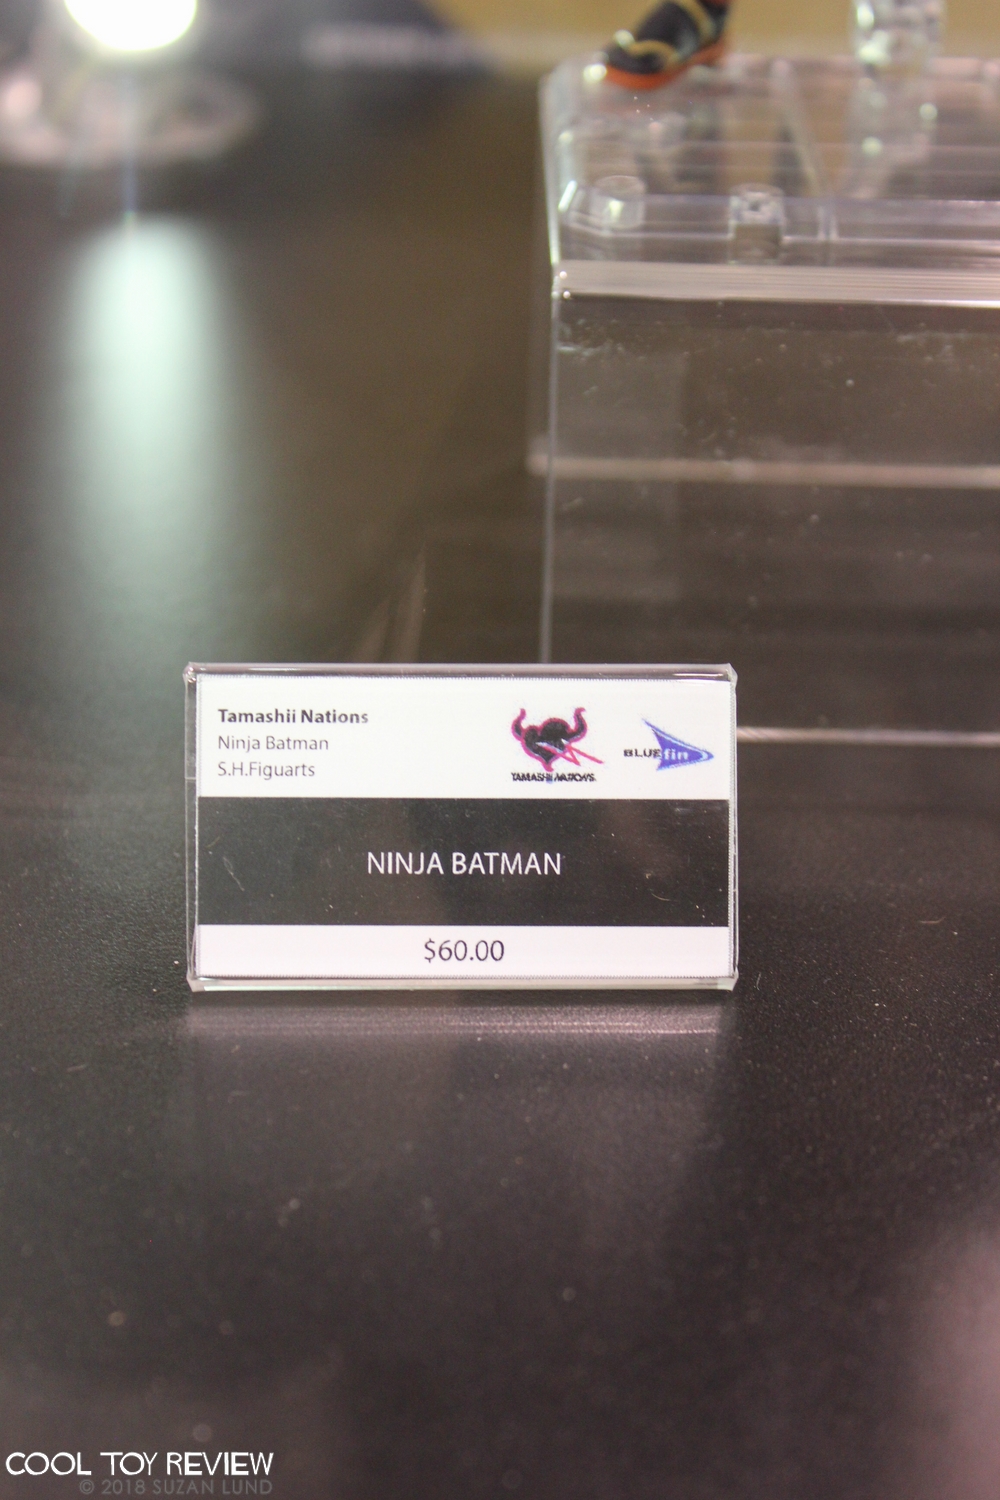 Tamashii Nations
Ninja Batman
S.H.Figuarts
TAMASHII NATIONS
BLUEfin
NINJA BATMAN
$60.00
COOL TOY REVIEW
© 2018 SUZAN LUND